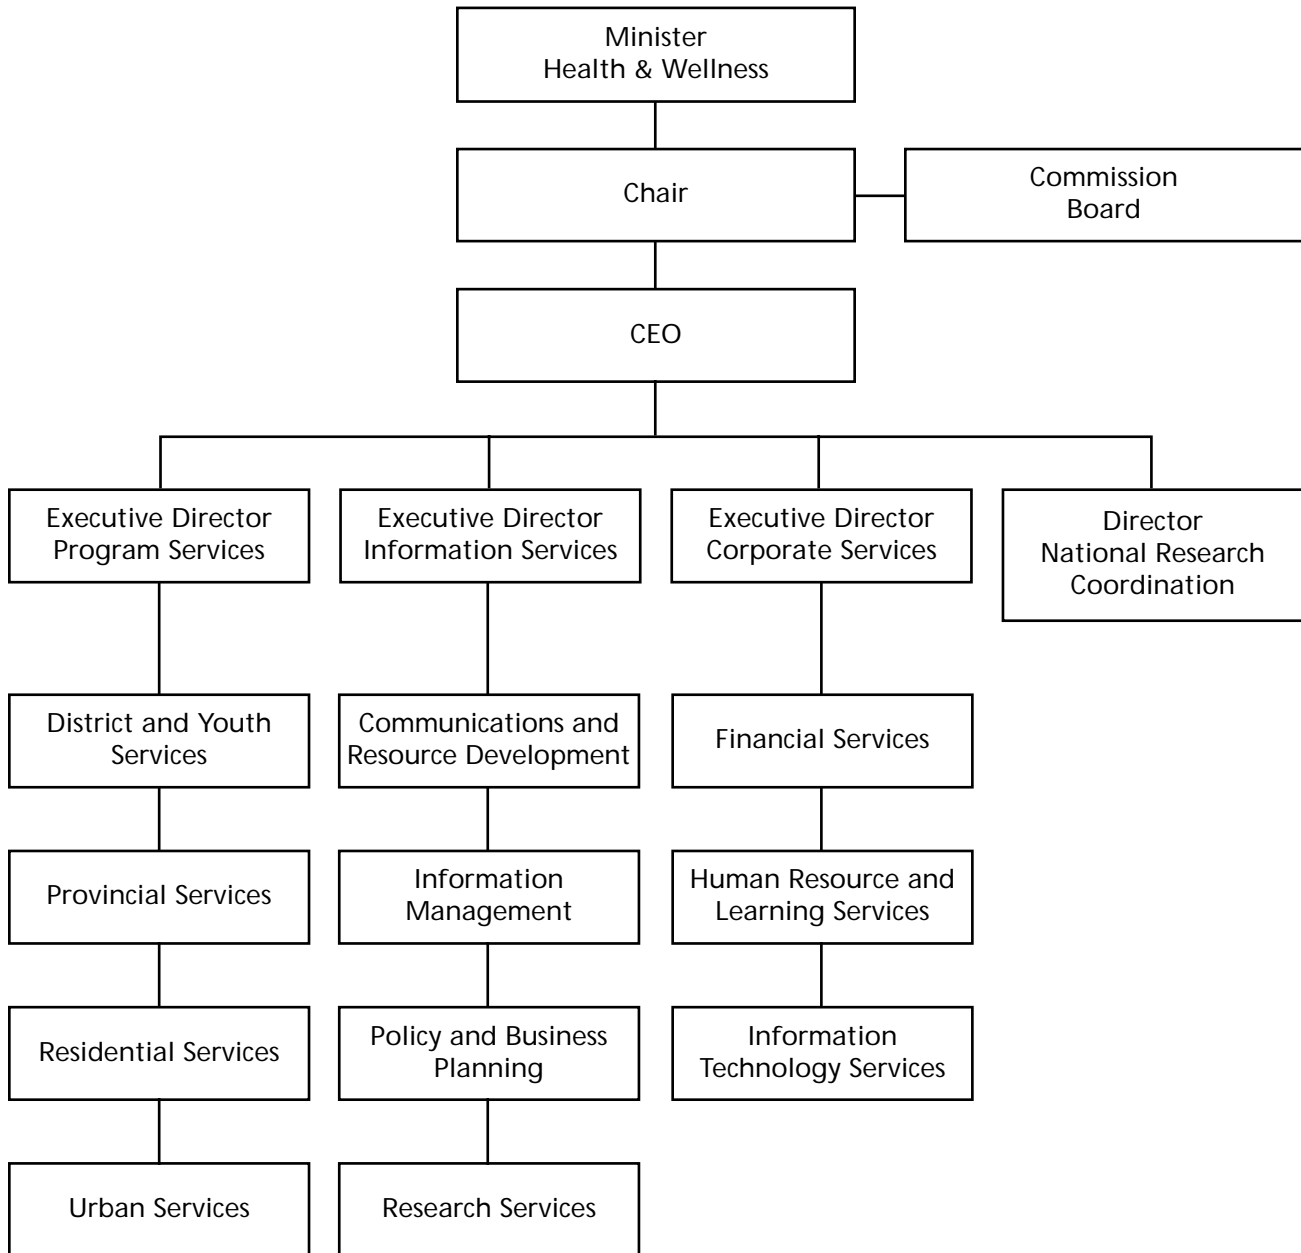 Minister
Health & Wellness
Chair
Commission
Board
CEO
Executive Director
Program Services
Executive Director
Information Services
Executive Director
Corporate Services
Director
National Research
Coordination
District and Youth
Services
Communications and
Resource Development
Financial Services
Provincial Services
Information
Management
Human Resource and
Learning Services
Residential Services
Policy and Business
Planning
Information
Technology Services
Urban Services
Research Services